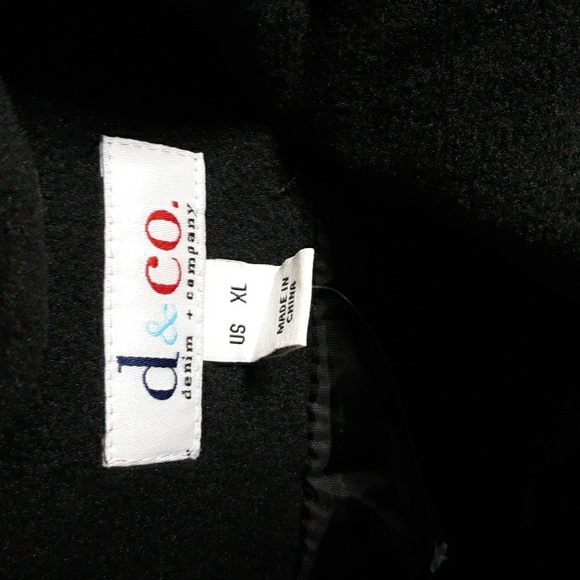 d&co.
denim + company
US XL
MADE IN
CHINA